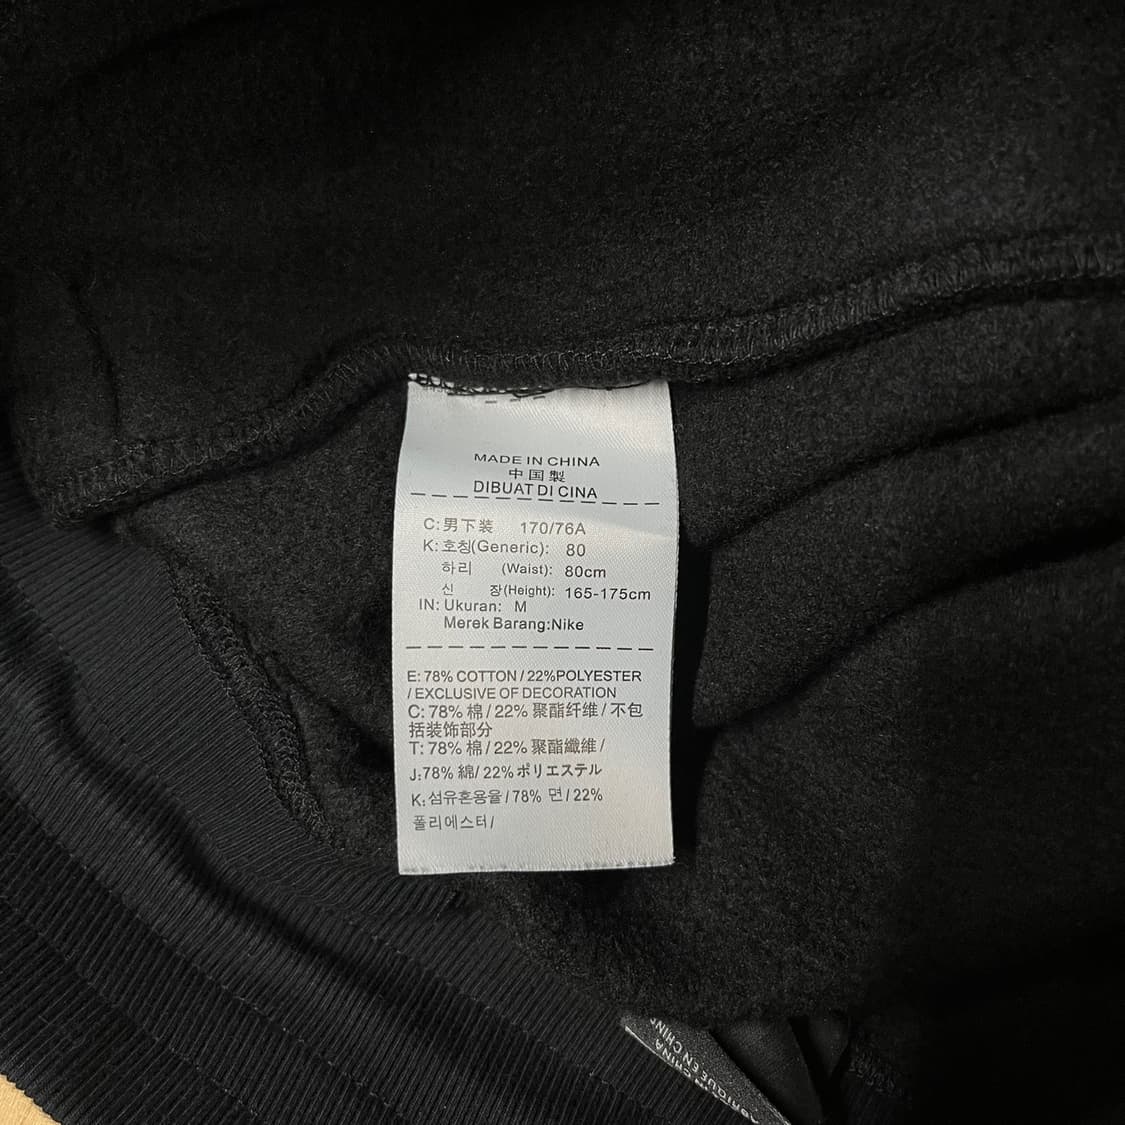 MADE IN CHINA
中国製
DIBUAT DI CINA
C: 男下装 170/76A
K: 호칭(Generic): 80
하리 (Waist): 80cm
신 장(Height): 165-175cm
IN: Ukuran: M
Merek Barang:Nike
E: 78% COTTON / 22%POLYESTER
/ EXCLUSIVE OF DECORATION
C: 78% 棉 / 22% 聚酯纤维 / 不包
括装饰部分
T: 78% 棉 / 22% 聚酯纖維 /
J:78% 綿/ 22% ポリエステル
K: 섬유혼용율 / 78% 면 / 22%
폴리에스터 /
EN CHINA